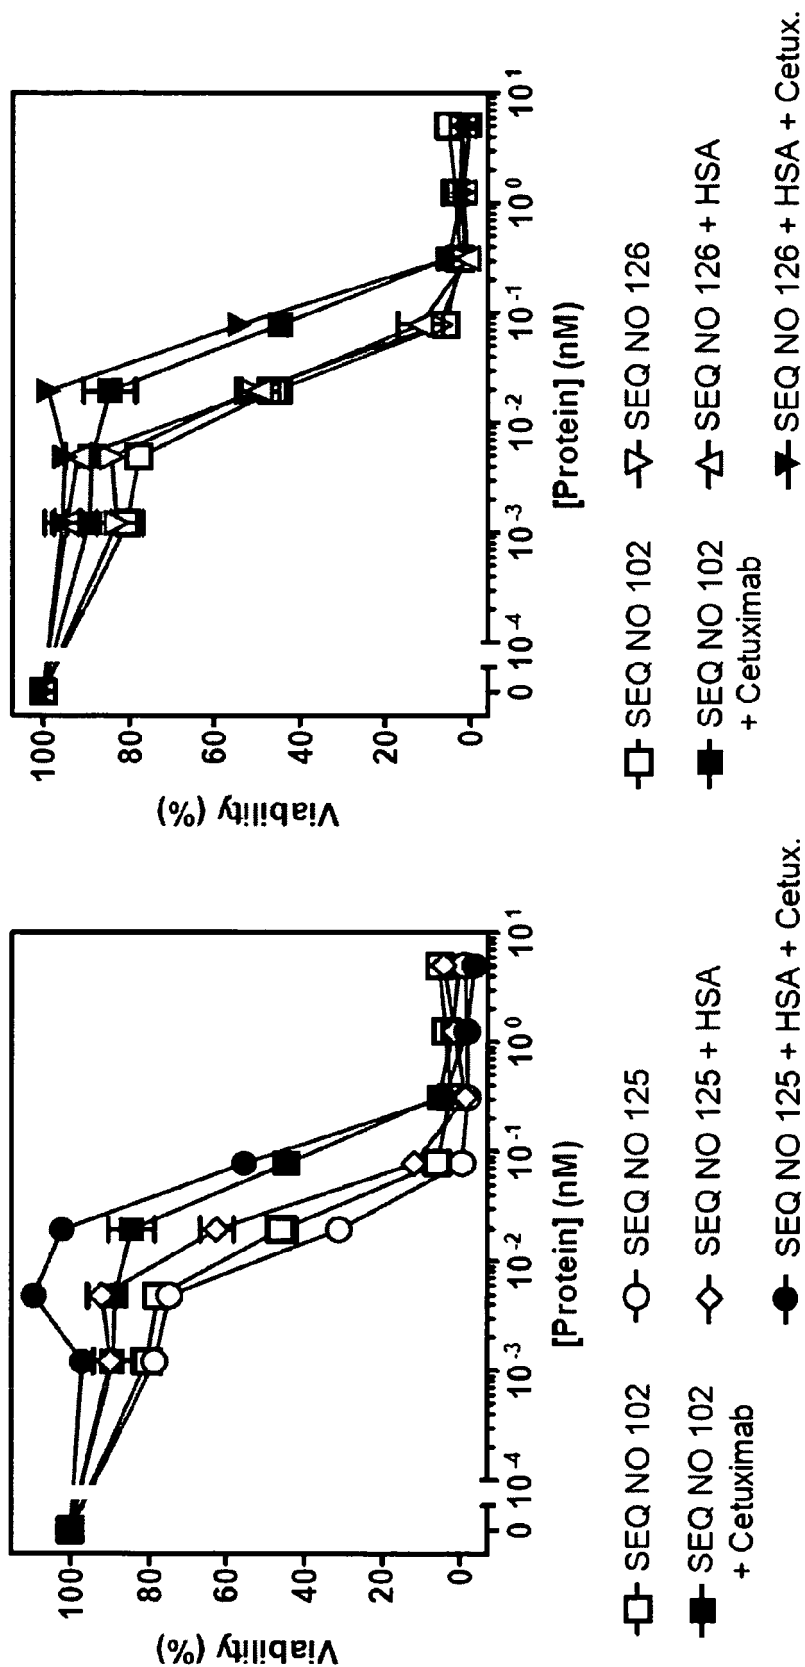 Viability (%)
100
80
60
40
20
0
0 10-4 10-3 10-2 10-1 100 101
[Protein] (nM)
SEQ NO 102
SEQ NO 125
SEQ NO 102
+ Cetuximab
SEQ NO 125 + HSA
SEQ NO 125 + HSA + Cetux.
Viability (%)
100
80
60
40
20
0
0 10-4 10-3 10-2 10-1 100 101
[Protein] (nM)
SEQ NO 102
SEQ NO 126
SEQ NO 102
+ Cetuximab
SEQ NO 126 + HSA
SEQ NO 126 + HSA + Cetux.